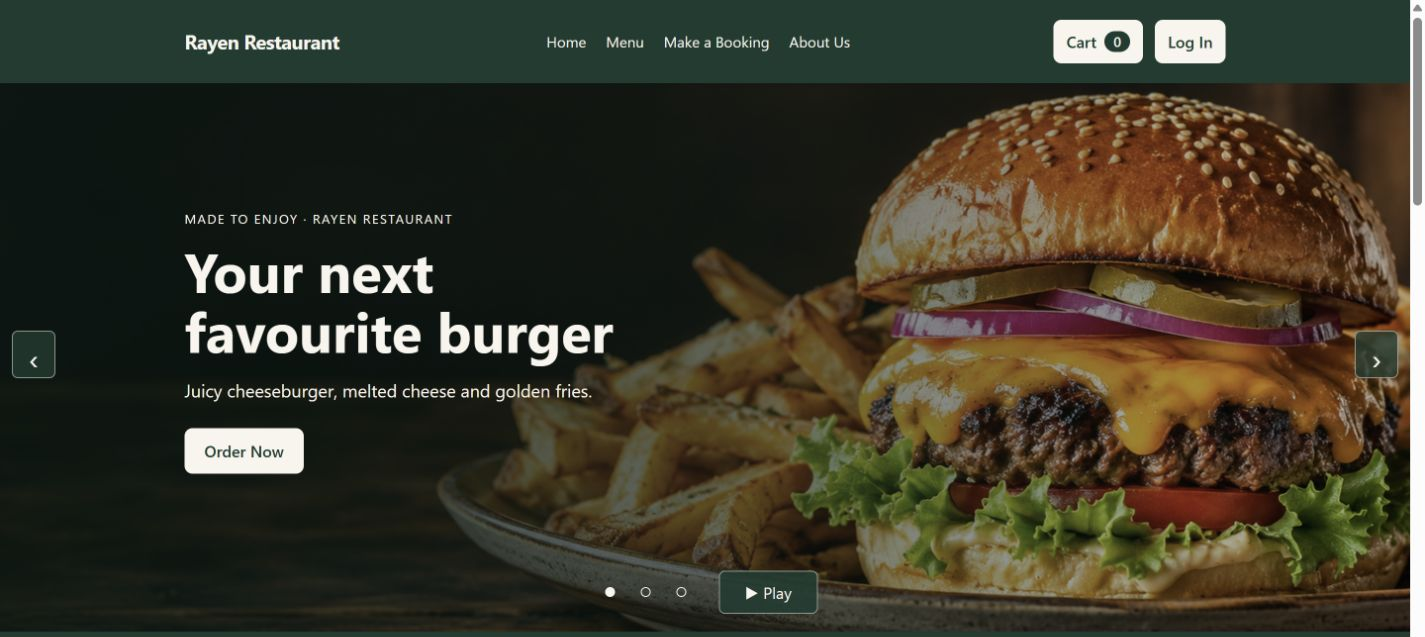 Rayen Restaurant
Home
Menu
Make a Booking
About Us
Cart 0
Log In
MADE TO ENJOY · RAYEN RESTAURANT
Your next
favourite burger
Juicy cheeseburger, melted cheese and golden fries.
Order Now
‹
›
▶ Play